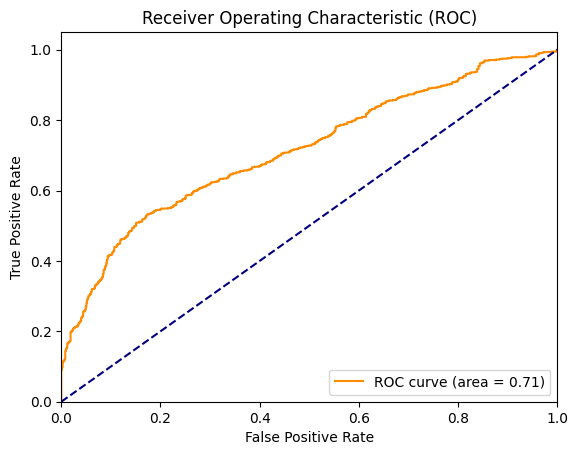 Receiver Operating Characteristic (ROC)
True Positive Rate
1.0
0.8
0.6
0.4
0.2
0.0
0.0 0.2 0.4 0.6 0.8 1.0
False Positive Rate
ROC curve (area = 0.71)